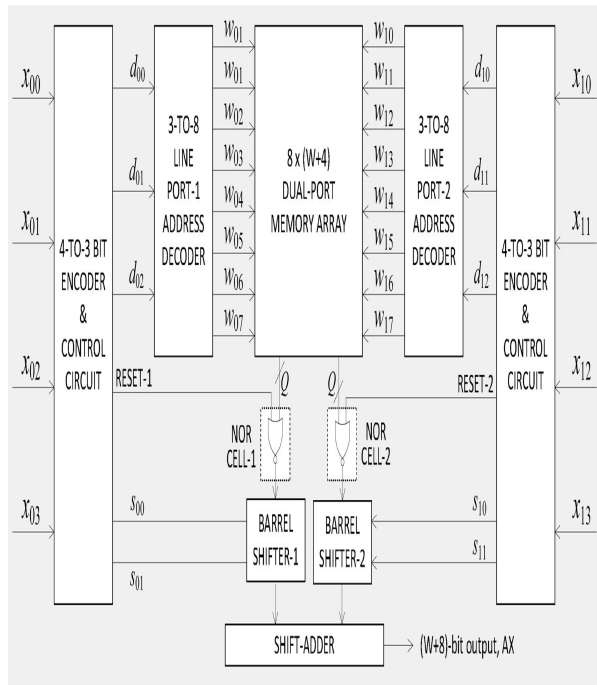 x00
x01
x02
x03
4-TO-3 BIT
ENCODER
&
CONTROL
CIRCUIT
d00
d01
d02
3-TO-8
LINE
PORT-1
ADDRESS
DECODER
w01
w01
w02
w03
w04
w05
w06
w07
8 x (W+4)
DUAL-PORT
MEMORY ARRAY
w10
w11
w12
w13
w14
w15
w16
w17
3-TO-8
LINE
PORT-2
ADDRESS
DECODER
d10
d11
d12
4-TO-3 BIT
ENCODER
&
CONTROL
CIRCUIT
x10
x11
x12
x13
RESET-1
Q
Q
RESET-2
NOR
CELL-1
NOR
CELL-2
s00
s01
BARREL
SHIFTER-1
BARREL
SHIFTER-2
s10
s11
SHIFT-ADDER
(W+8)-bit output, AX